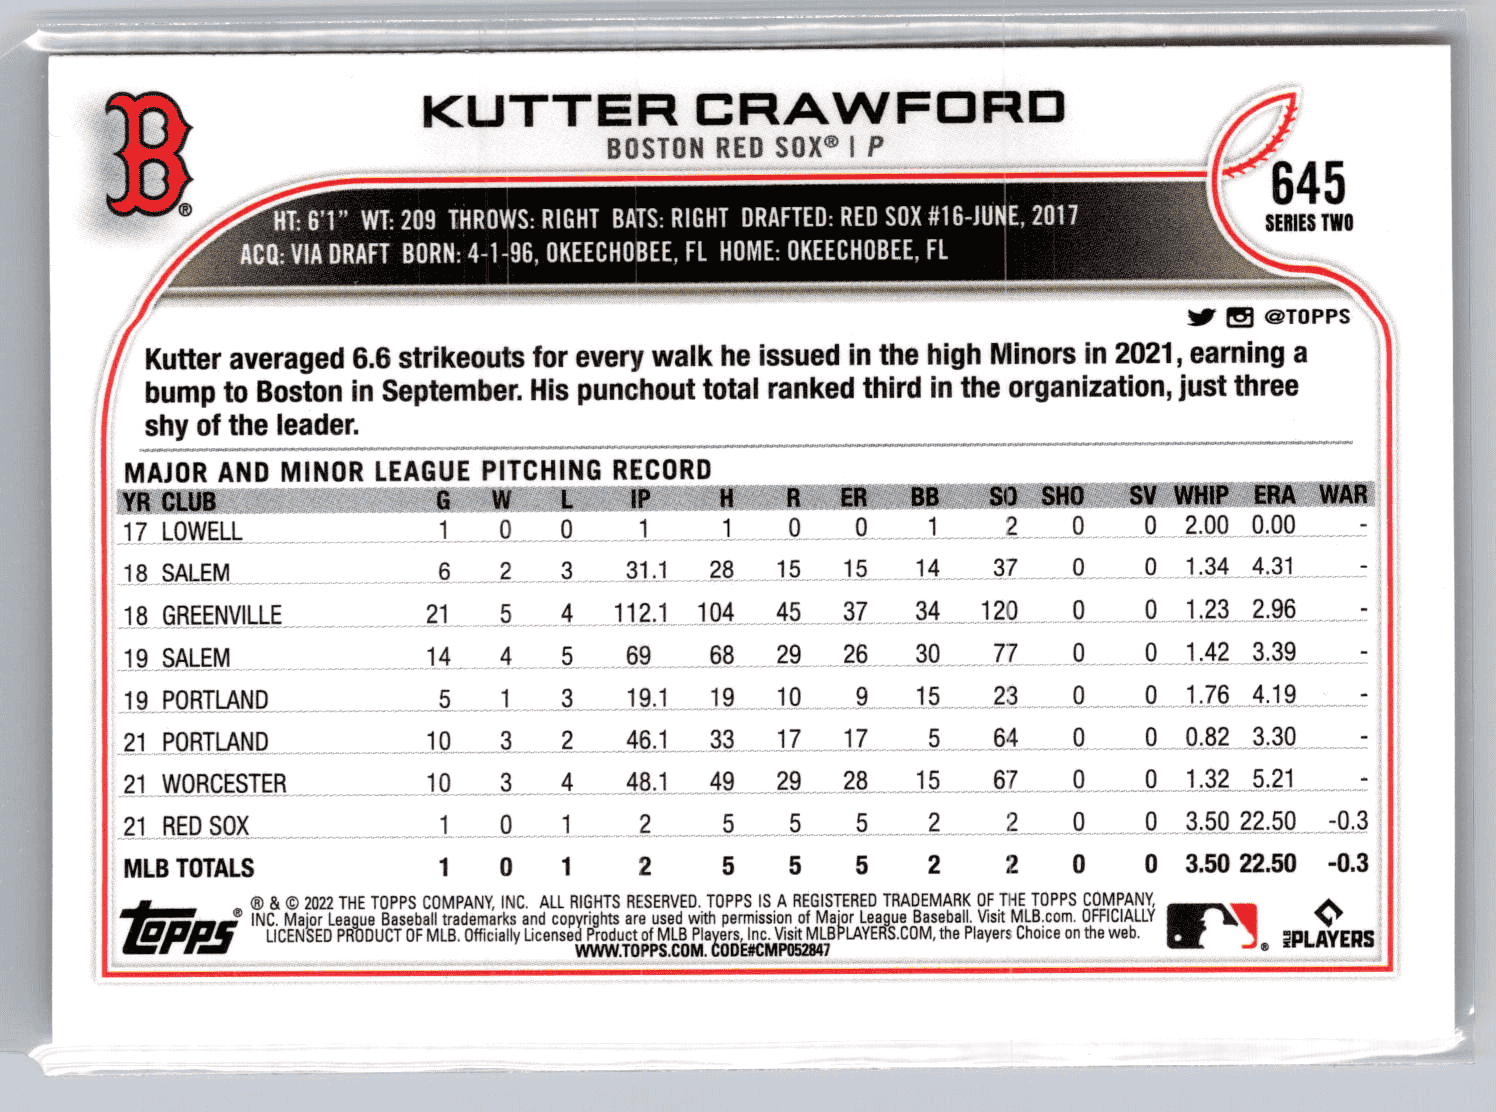 B®
KUTTER CRAWFORD
BOSTON RED SOX® | P
645
SERIES TWO
HT: 6'1" WT: 209 THROWS: RIGHT BATS: RIGHT DRAFTED: RED SOX #16-JUNE, 2017
ACQ: VIA DRAFT BORN: 4-1-96, OKEECHOBEE, FL HOME: OKEECHOBEE, FL
@TOPPS
Kutter averaged 6.6 strikeouts for every walk he issued in the high Minors in 2021, earning a
bump to Boston in September. His punchout total ranked third in the organization, just three
shy of the leader.
MAJOR AND MINOR LEAGUE PITCHING RECORD
YR CLUB G W L IP H R ER BB SO SHO SV WHIP ERA WAR
17 LOWELL 1 0 0 1 1 0 0 1 2 0 0 2.00 0.00 -
18 SALEM 6 2 3 31.1 28 15 15 14 37 0 0 1.34 4.31 -
18 GREENVILLE 21 5 4 112.1 104 45 37 34 120 0 0 1.23 2.96 -
19 SALEM 14 4 5 69 68 29 26 30 77 0 0 1.42 3.39 -
19 PORTLAND 5 1 3 19.1 19 10 9 15 23 0 0 1.76 4.19 -
21 PORTLAND 10 3 2 46.1 33 17 17 5 64 0 0 0.82 3.30 -
21 WORCESTER 10 3 4 48.1 49 29 28 15 67 0 0 1.32 5.21 -
21 RED SOX 1 0 1 2 5 5 5 2 2 0 0 3.50 22.50 -0.3
MLB TOTALS 1 0 1 2 5 5 5 2 2 0 0 3.50 22.50 -0.3
topps®
® & © 2022 THE TOPPS COMPANY, INC. ALL RIGHTS RESERVED. TOPPS IS A REGISTERED TRADEMARK OF THE TOPPS COMPANY,
INC. Major League Baseball trademarks and copyrights are used with permission of Major League Baseball. Visit MLB.com. OFFICIALLY
LICENSED PRODUCT OF MLB. Officially Licensed Product of MLB Players, Inc. Visit MLBPLAYERS.COM, the Players Choice on the web.
WWW.TOPPS.COM. CODE#CMP052847
®
MLB PLAYERS